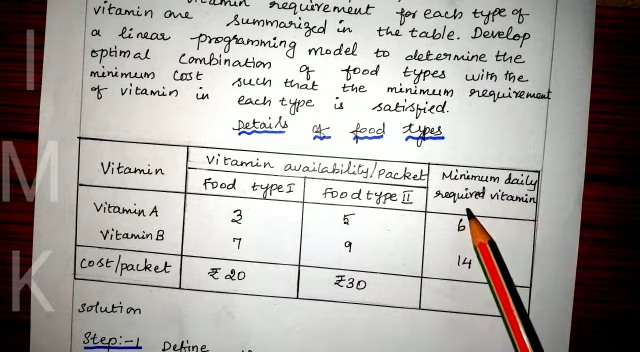 vitamin requirement for each type of
vitamin are summarized in the table. Develop
a linear programming model to determine the
optimal combination of food types with the
minimum cost such that the minimum requirement
of vitamin in each type is satisfied.
Details of food types
Vitamin
Vitamin availability/packet
Minimum daily
required vitamin
Food type I
Food type II
Vitamin A 3 5 6
Vitamin B 7 9 14
Cost/packet ₹20 ₹30
Solution
Step:-1 Define
I
M
K